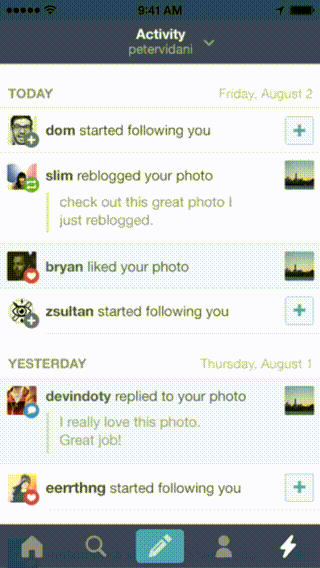 9:41 AM
Activity
petervidani
TODAY
Friday, August 2
dom started following you
slim reblogged your photo
check out this great photo I
just reblogged.
bryan liked your photo
zsultan started following you
YESTERDAY
Thursday, August 1
devindoty replied to your photo
I really love this photo.
Great job!
eerrthng started following you